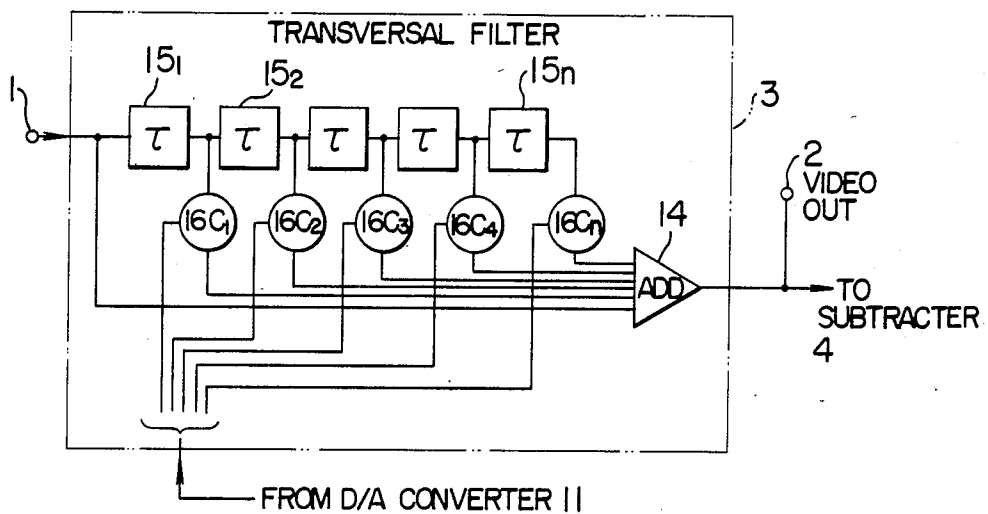 TRANSVERSAL FILTER
15₁
15₂
15n
1
3
τ τ τ τ τ
2
VIDEO
OUT
16C₁ 16C₂ 16C₃ 16C₄ 16Cn
14
ADD
TO
SUBTRACTER
4
FROM D/A CONVERTER 11